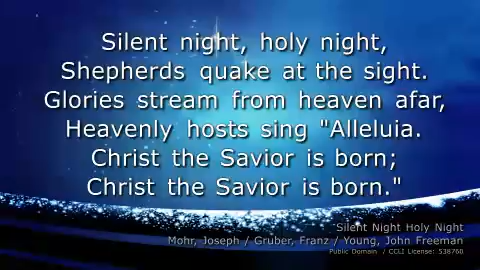 Silent night, holy night,
Shepherds quake at the sight.
Glories stream from heaven afar,
Heavenly hosts sing "Alleluia.
Christ the Savior is born;
Christ the Savior is born."
Silent Night Holy Night
Mohr, Joseph / Gruber, Franz / Young, John Freeman
Public Domain / CCLI License: 538760